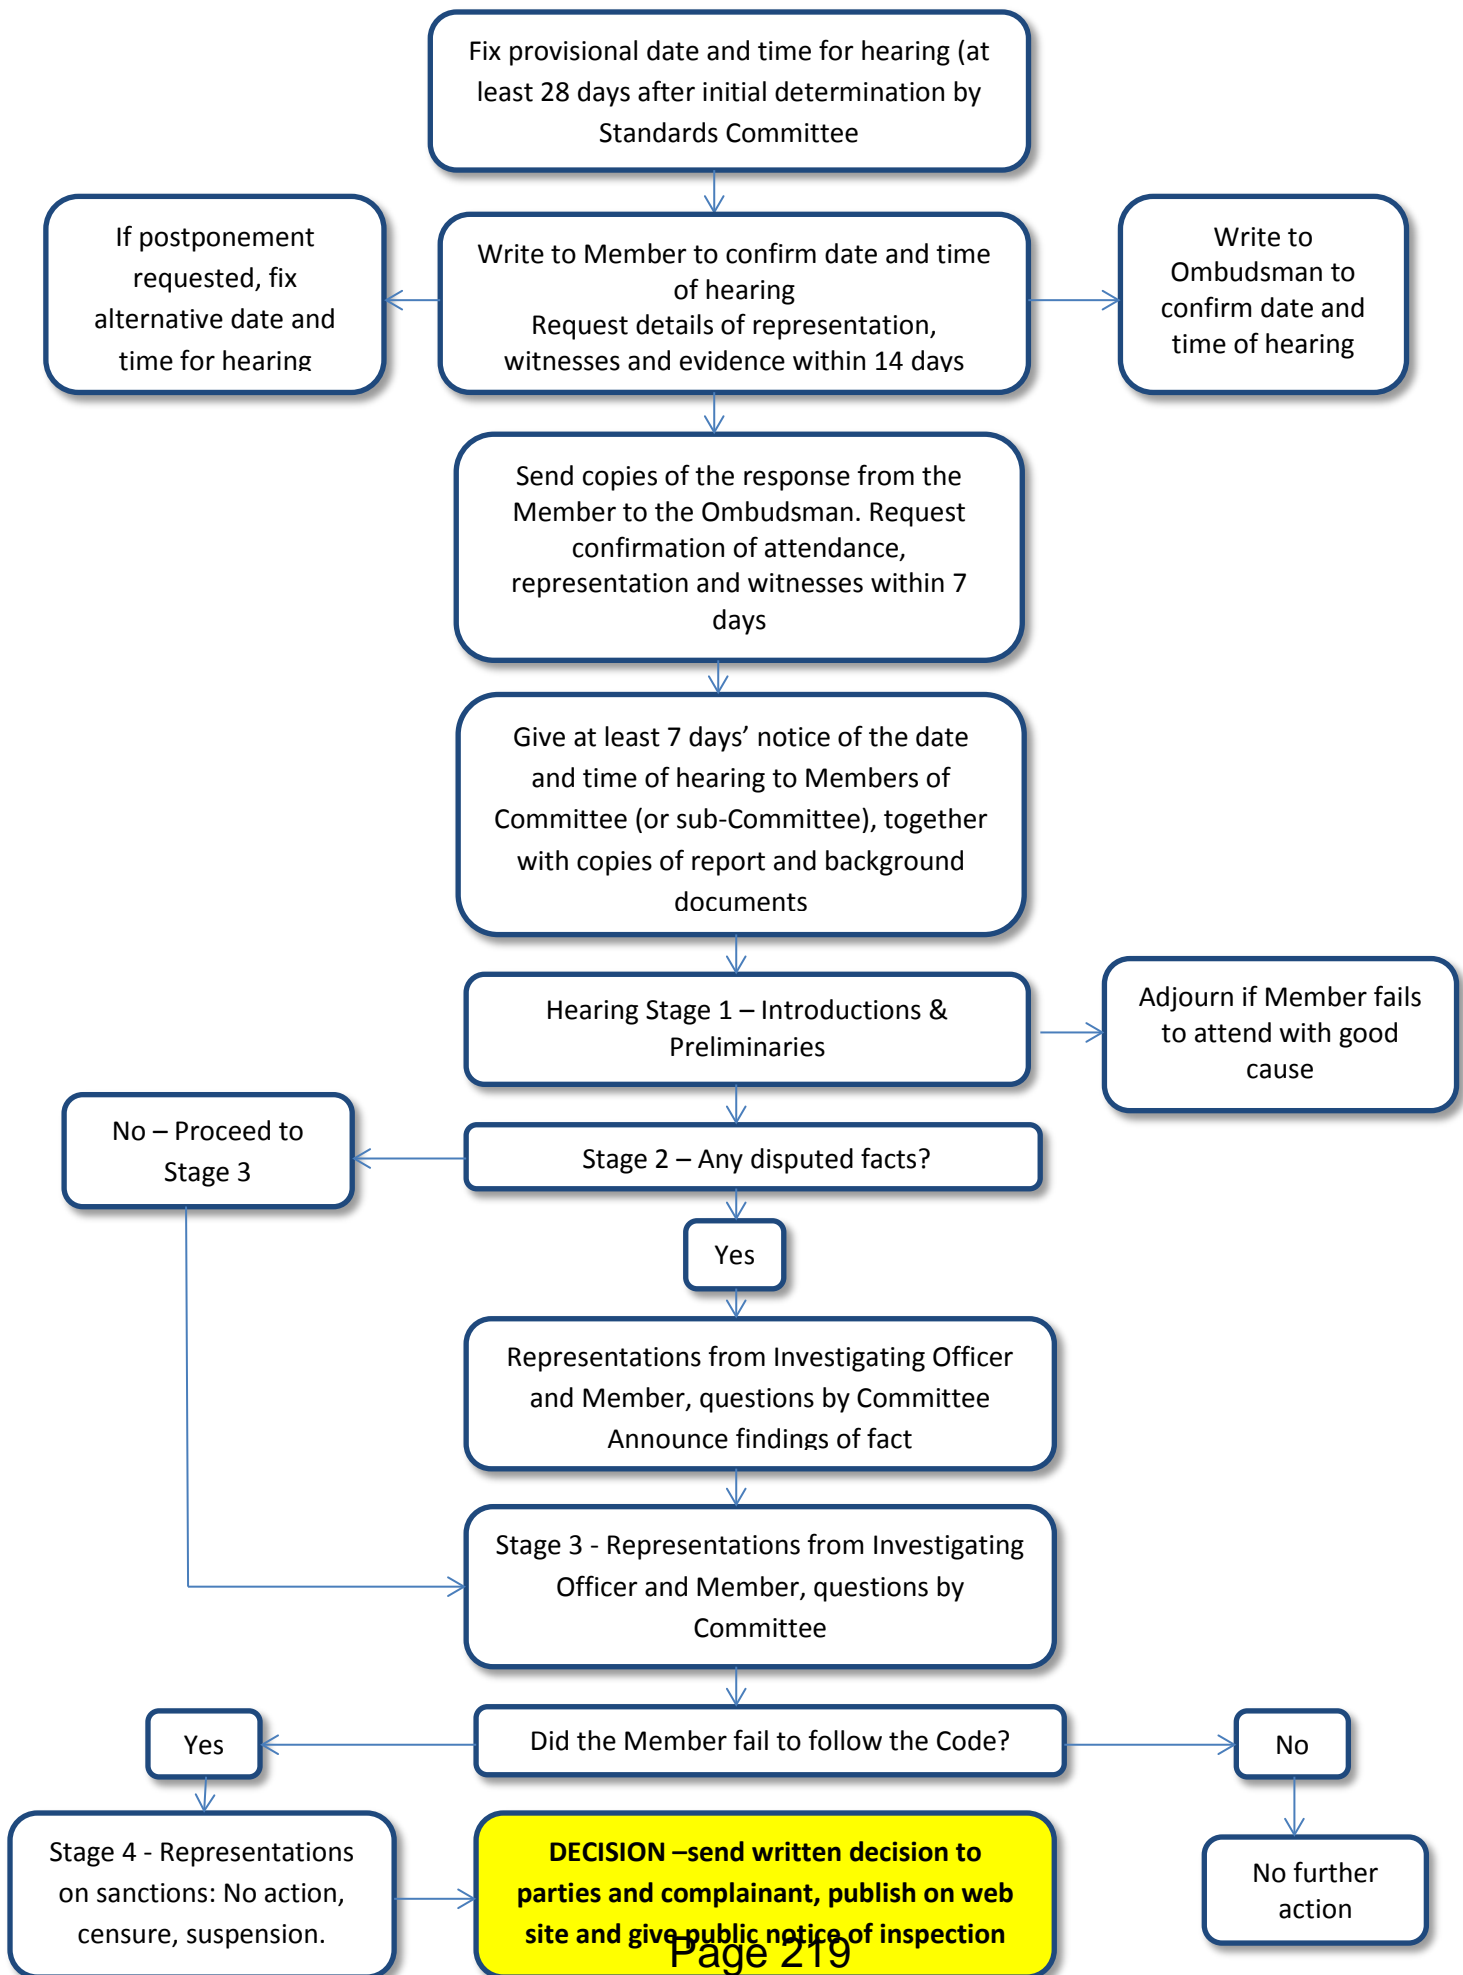 Fix provisional date and time for hearing (at
least 28 days after initial determination by
Standards Committee
If postponement
requested, fix
alternative date and
time for hearing
Write to Member to confirm date and time
of hearing
Request details of representation,
witnesses and evidence within 14 days
Write to
Ombudsman to
confirm date and
time of hearing
Send copies of the response from the
Member to the Ombudsman. Request
confirmation of attendance,
representation and witnesses within 7
days
Give at least 7 days’ notice of the date
and time of hearing to Members of
Committee (or sub-Committee), together
with copies of report and background
documents
Hearing Stage 1 – Introductions &
Preliminaries
Adjourn if Member fails
to attend with good
cause
No – Proceed to
Stage 3
Stage 2 – Any disputed facts?
Yes
Representations from Investigating Officer
and Member, questions by Committee
Announce findings of fact
Stage 3 - Representations from Investigating
Officer and Member, questions by
Committee
Yes
Did the Member fail to follow the Code?
No
Stage 4 - Representations
on sanctions: No action,
censure, suspension.
DECISION –send written decision to
parties and complainant, publish on web
site and give public notice of inspection
No further
action
Page 219